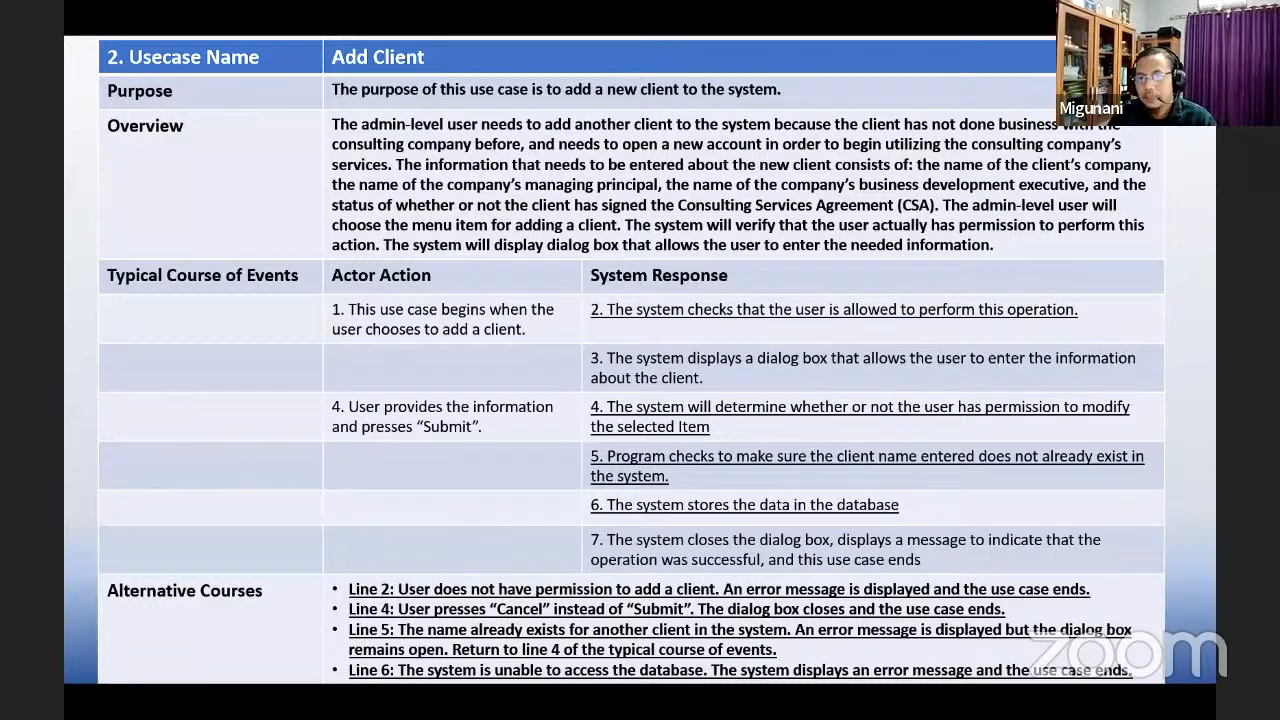 2. Usecase Name Add Client
Migunani
Purpose The purpose of this use case is to add a new client to the system.
Overview The admin-level user needs to add another client to the system because the client has not done business with the
consulting company before, and needs to open a new account in order to begin utilizing the consulting company's
services. The information that needs to be entered about the new client consists of: the name of the client's company,
the name of the company's managing principal, the name of the company's business development executive, and the
status of whether or not the client has signed the Consulting Services Agreement (CSA). The admin-level user will
choose the menu item for adding a client. The system will verify that the user actually has permission to perform this
action. The system will display dialog box that allows the user to enter the needed information.
Typical Course of Events Actor Action System Response
1. This use case begins when the
user chooses to add a client.
2. The system checks that the user is allowed to perform this operation.
3. The system displays a dialog box that allows the user to enter the information
about the client.
4. User provides the information
and presses “Submit”.
4. The system will determine whether or not the user has permission to modify
the selected Item
5. Program checks to make sure the client name entered does not already exist in
the system.
6. The system stores the data in the database
7. The system closes the dialog box, displays a message to indicate that the
operation was successful, and this use case ends
Alternative Courses
• Line 2: User does not have permission to add a client. An error message is displayed and the use case ends.
• Line 4: User presses “Cancel” instead of “Submit”. The dialog box closes and the use case ends.
• Line 5: The name already exists for another client in the system. An error message is displayed but the dialog box
remains open. Return to line 4 of the typical course of events.
• Line 6: The system is unable to access the database. The system displays an error message and the use case ends.
zoom